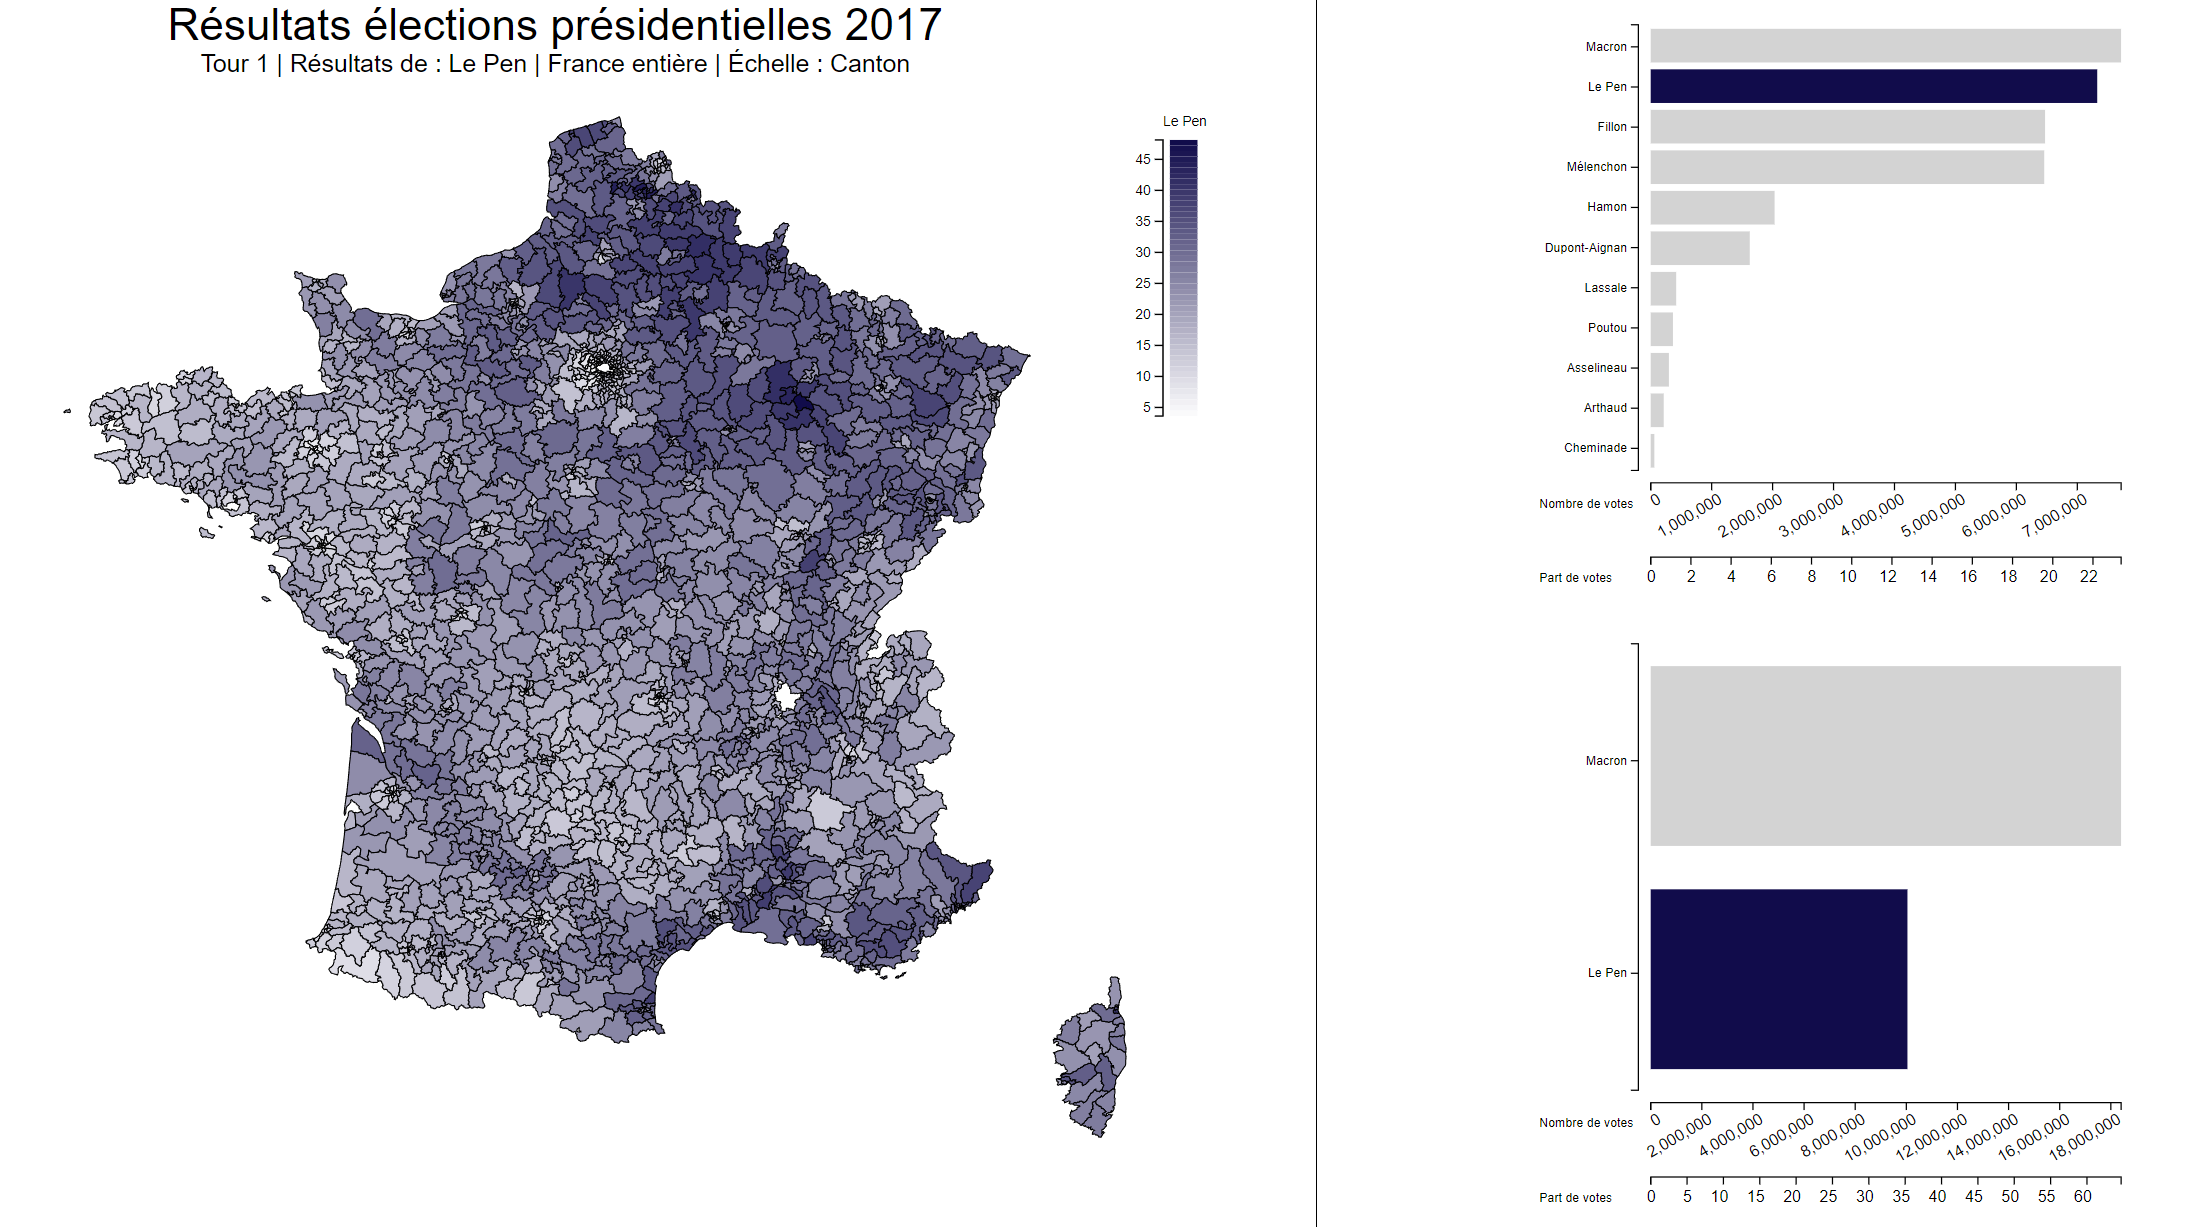 Résultats élections présidentielles 2017
Tour 1 | Résultats de : Le Pen | France entière | Échelle : Canton
Le Pen
45
40
35
30
25
20
15
10
5
Macron
Le Pen
Fillon
Mélenchon
Hamon
Dupont-Aignan
Lassale
Poutou
Asselineau
Arthaud
Cheminade
Nombre de votes
0 1,000,000 2,000,000 3,000,000 4,000,000 5,000,000 6,000,000 7,000,000
Part de votes
0 2 4 6 8 10 12 14 16 18 20 22
Macron
Le Pen
Nombre de votes
0 2,000,000 4,000,000 6,000,000 8,000,000 10,000,000 12,000,000 14,000,000 16,000,000 18,000,000
Part de votes
0 5 10 15 20 25 30 35 40 45 50 55 60